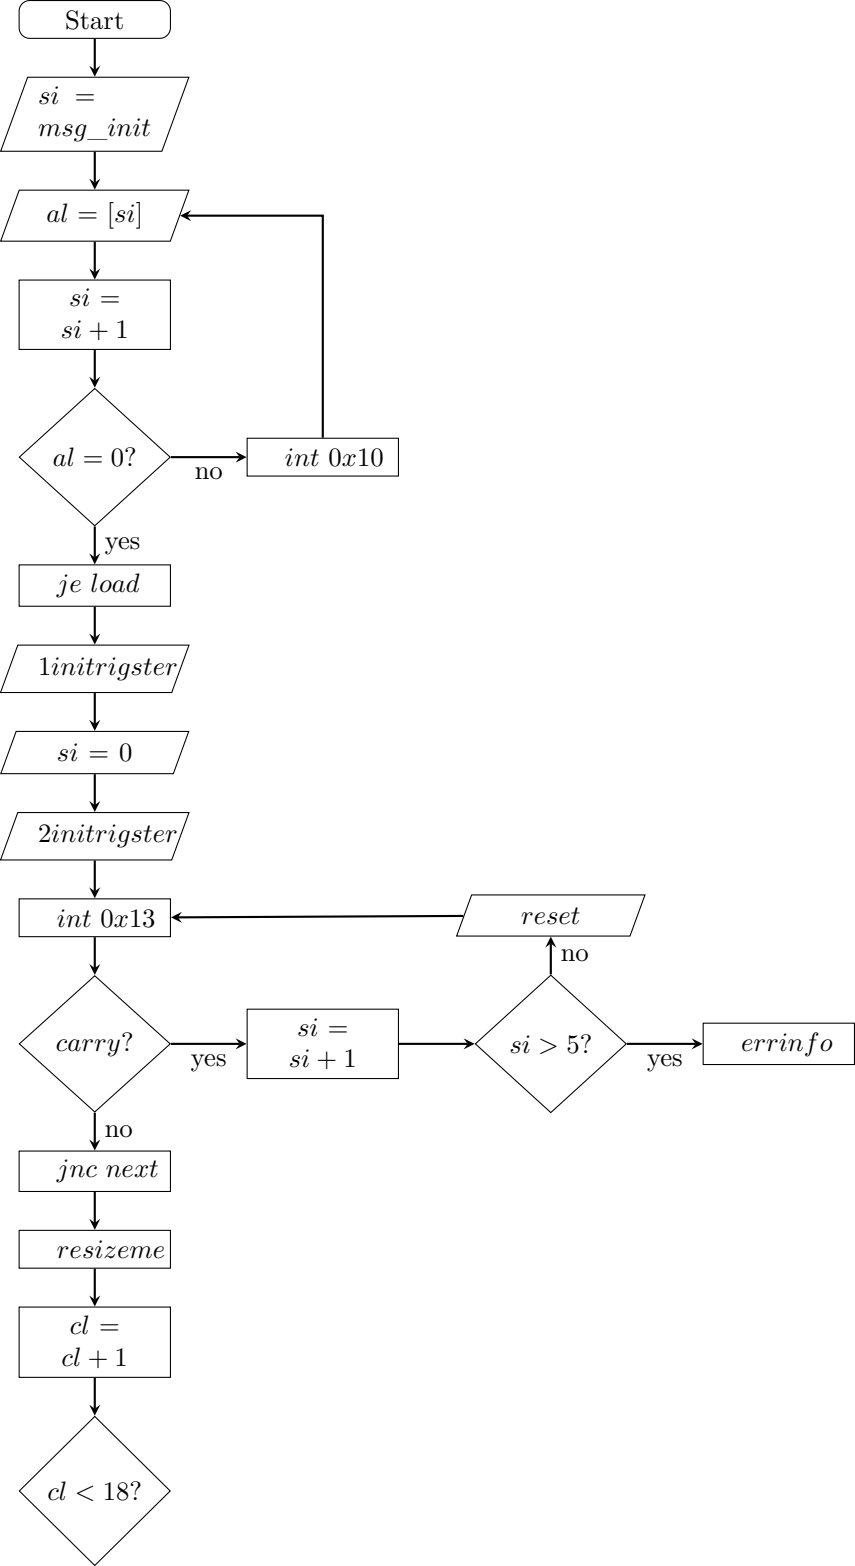 Start
si =
msg_init
al = [si]
si =
si + 1
al = 0?
no
int 0x10
yes
je load
1initrigster
si = 0
2initrigster
int 0x13
reset
no
carry?
yes
si =
si + 1
si > 5?
yes
errinfo
no
jnc next
resizeme
cl =
cl + 1
cl < 18?